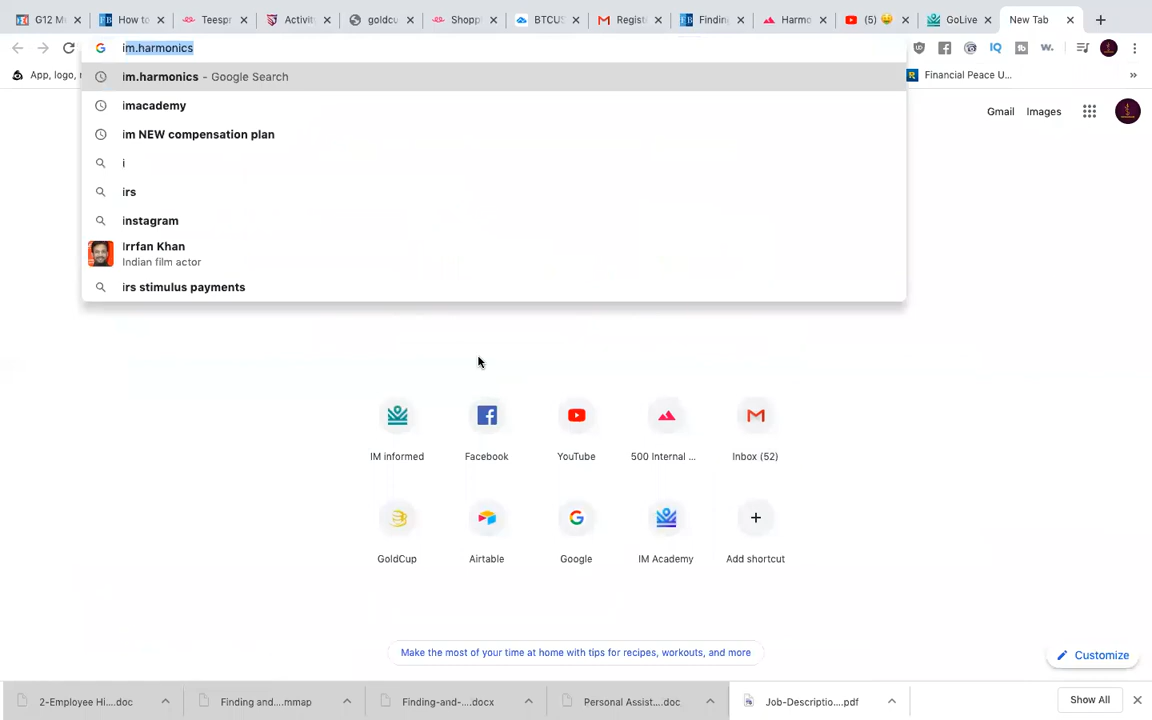 G12 M
How to
Teespr
Activit
goldcu
Shopp
BTCUS
Regist
Findin
Harmo
(5) 😀
GoLive
New Tab
im.harmonics
App, logo,
Financial Peace U...
»
im.harmonics - Google Search
imacademy
im NEW compensation plan
i
irs
instagram
Irrfan Khan
Indian film actor
irs stimulus payments
Gmail Images
IM informed
Facebook
YouTube
500 Internal ...
Inbox (52)
GoldCup
Airtable
Google
IM Academy
Add shortcut
Make the most of your time at home with tips for recipes, workouts, and more
Customize
2-Employee Hi....doc
Finding and....mmap
Finding-and-....docx
Personal Assist....doc
Job-Descriptio....pdf
Show All